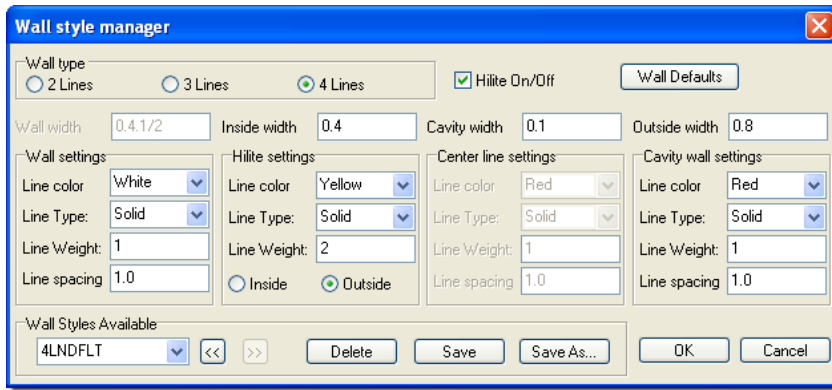 Wall style manager
Wall type
2 Lines 3 Lines 4 Lines Hilite On/Off Wall Defaults
Wall width 0.4.1/2 Inside width 0.4 Cavity width 0.1 Outside width 0.8
Wall settings Hilite settings Center line settings Cavity wall settings
Line color White Line color Yellow Line color Red Line color Red
Line Type: Solid Line Type: Solid Line Type: Solid Line Type: Solid
Line Weight: 1 Line Weight: 2 Line Weight: 1 Line Weight: 1
Line spacing 1.0 Inside Outside Line spacing 1.0 Line spacing 1.0
Wall Styles Available
4LNDFLT << >> Delete Save Save As... OK Cancel